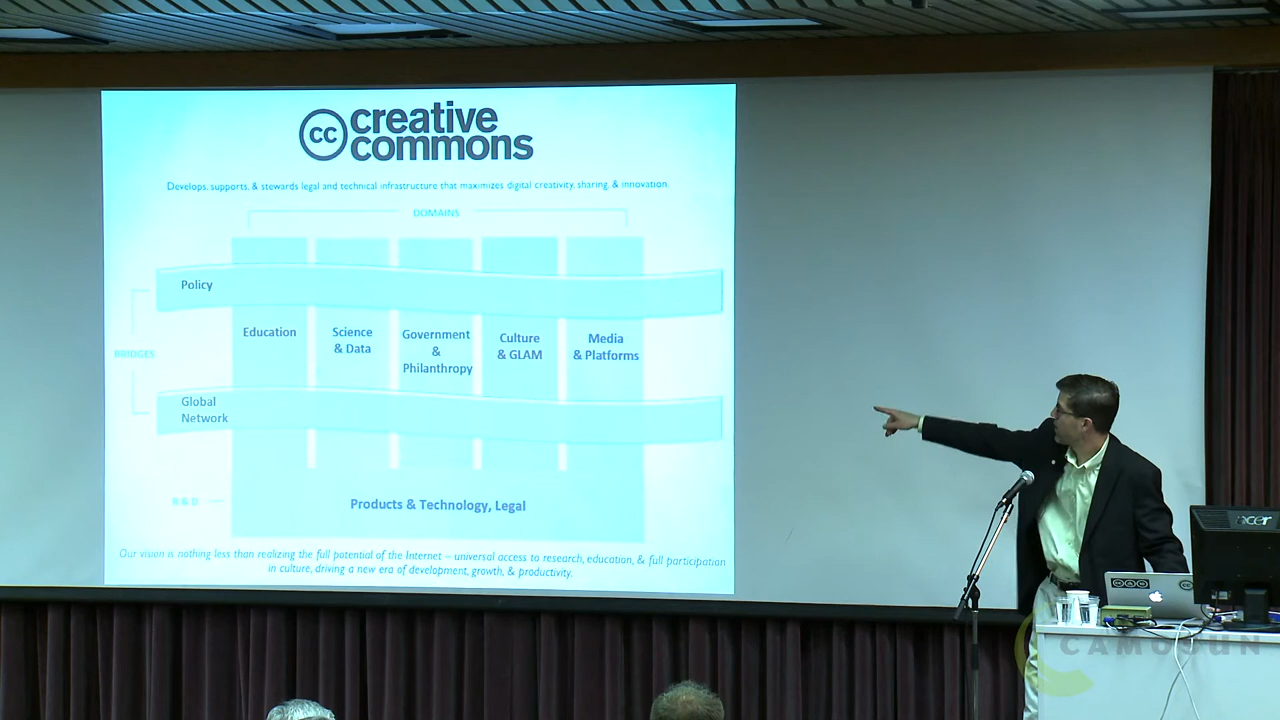 cc creative
commons
Develops, supports, & stewards legal and technical infrastructure that maximizes digital creativity, sharing, & innovation.
DOMAINS
Policy
Education
Science
& Data
Government
&
Philanthropy
Culture
& GLAM
Media
& Platforms
BRIDGES
Global
Network
R & D
Products & Technology, Legal
Our vision is nothing less than realizing the full potential of the Internet – universal access to research, education, & full participation
in culture, driving a new era of development, growth, & productivity.
acer
CAMOSUN